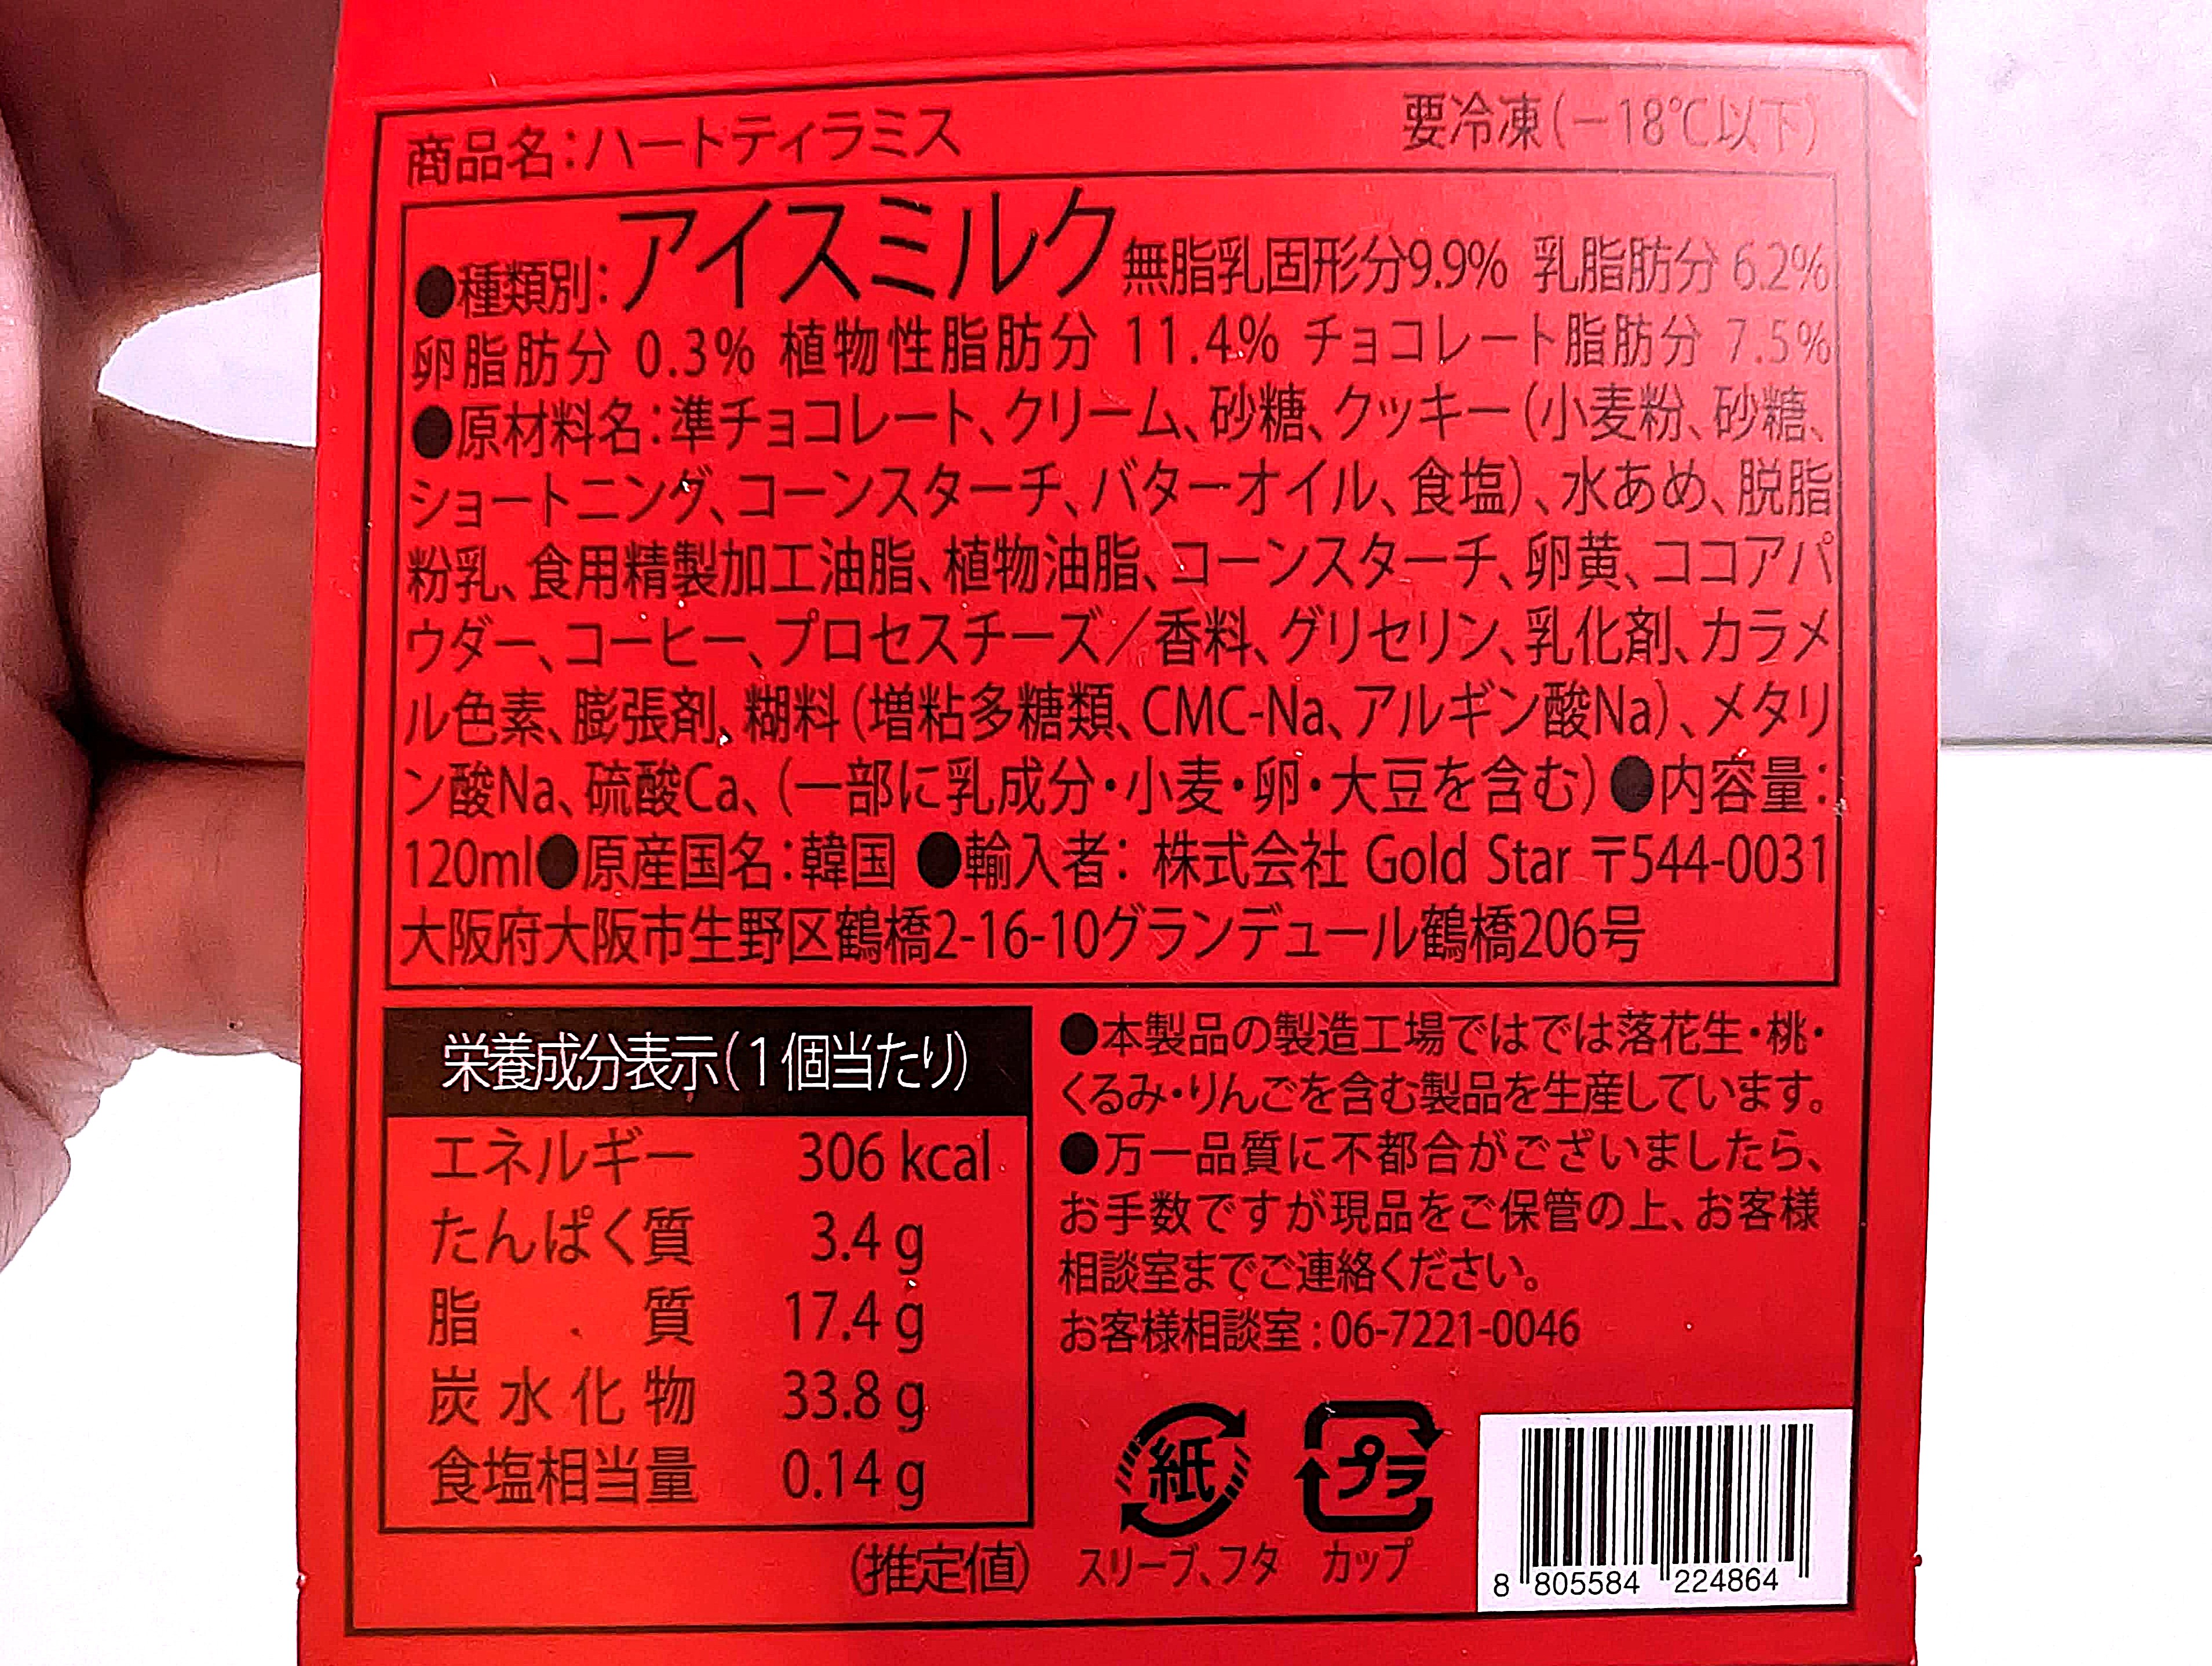 商品名:ハートティラミス 要冷凍(－18℃以下)
●種類別:アイスミルク 無脂乳固形分9.9% 乳脂肪分 6.2%
卵脂肪分 0.3% 植物性脂肪分 11.4% チョコレート脂肪分 7.5%
●原材料名:準チョコレート、クリーム、砂糖、クッキー(小麦粉、砂糖、
ショートニング、コーンスターチ、バターオイル、食塩)、水あめ、脱脂
粉乳、食用精製加工油脂、植物油脂、コーンスターチ、卵黄、ココアパ
ウダー、コーヒー、プロセスチーズ／香料、グリセリン、乳化剤、カラメ
ル色素、膨張剤、糊料(増粘多糖類、CMC-Na、アルギン酸Na)、メタリ
ン酸Na、硫酸Ca、(一部に乳成分・小麦・卵・大豆を含む)●内容量:
120ml●原産国名:韓国 ●輸入者: 株式会社 Gold Star 〒544-0031
大阪府大阪市生野区鶴橋2-16-10グランデュール鶴橋206号
栄養成分表示(1個当たり)
エネルギー 306 kcal
たんぱく質 3.4 g
脂質 17.4 g
炭水化物 33.8 g
食塩相当量 0.14 g
(推定値)
●本製品の製造工場ではでは落花生・桃・
くるみ・りんごを含む製品を生産しています。
●万一品質に不都合がございましたら、
お手数ですが現品をご保管の上、お客様
相談室までご連絡ください。
お客様相談室:06-7221-0046
紙 プラ
スリーブ、フタ カップ
8 805584 224864